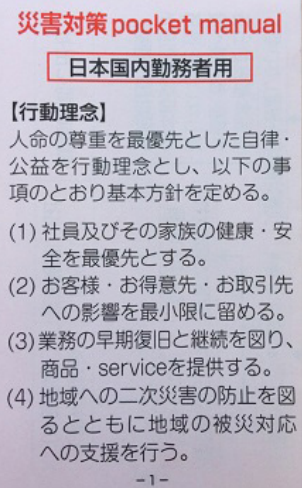 災害対策pocket manual
日本国内勤務者用
【行動理念】
人命の尊重を最優先とした自律・
公益を行動理念とし、以下の事
項のとおり基本方針を定める。
(1) 社員及びその家族の健康・安
全を最優先とする。
(2) お客様・お得意先・お取引先
への影響を最小限に留める。
(3) 業務の早期復旧と継続を図り、
商品・serviceを提供する。
(4) 地域への二次災害の防止を図
るとともに地域の被災対応
への支援を行う。
－1－